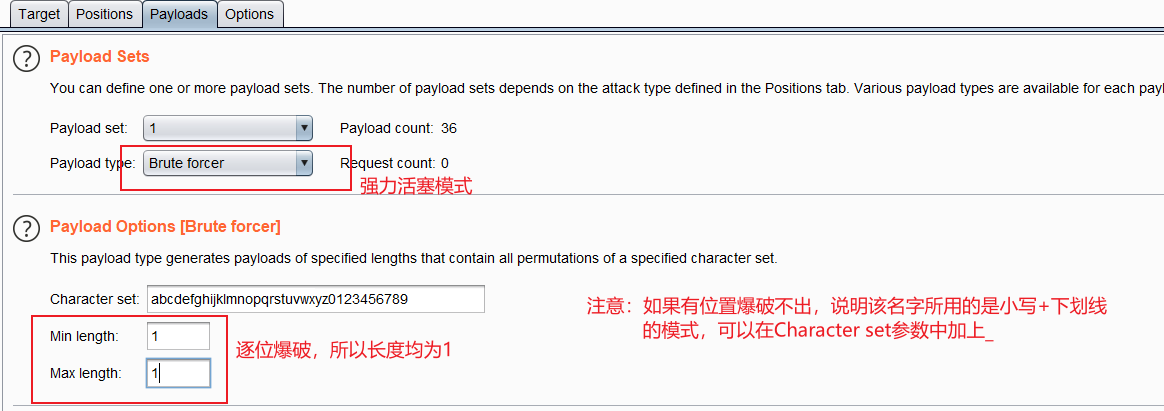 Target Positions Payloads Options
? Payload Sets
You can define one or more payload sets. The number of payload sets depends on the attack type defined in the Positions tab. Various payload types are available for each payl
Payload set: 1 Payload count: 36
Payload type: Brute forcer Request count: 0
强力活塞模式
? Payload Options [Brute forcer]
This payload type generates payloads of specified lengths that contain all permutations of a specified character set.
Character set: abcdefghijklmnopqrstuvwxyz0123456789
注意：如果有位置爆破不出，说明该名字所用的是小写+下划线
的模式，可以在Character set参数中加上_
Min length: 1
逐位爆破，所以长度均为1
Max length: 1